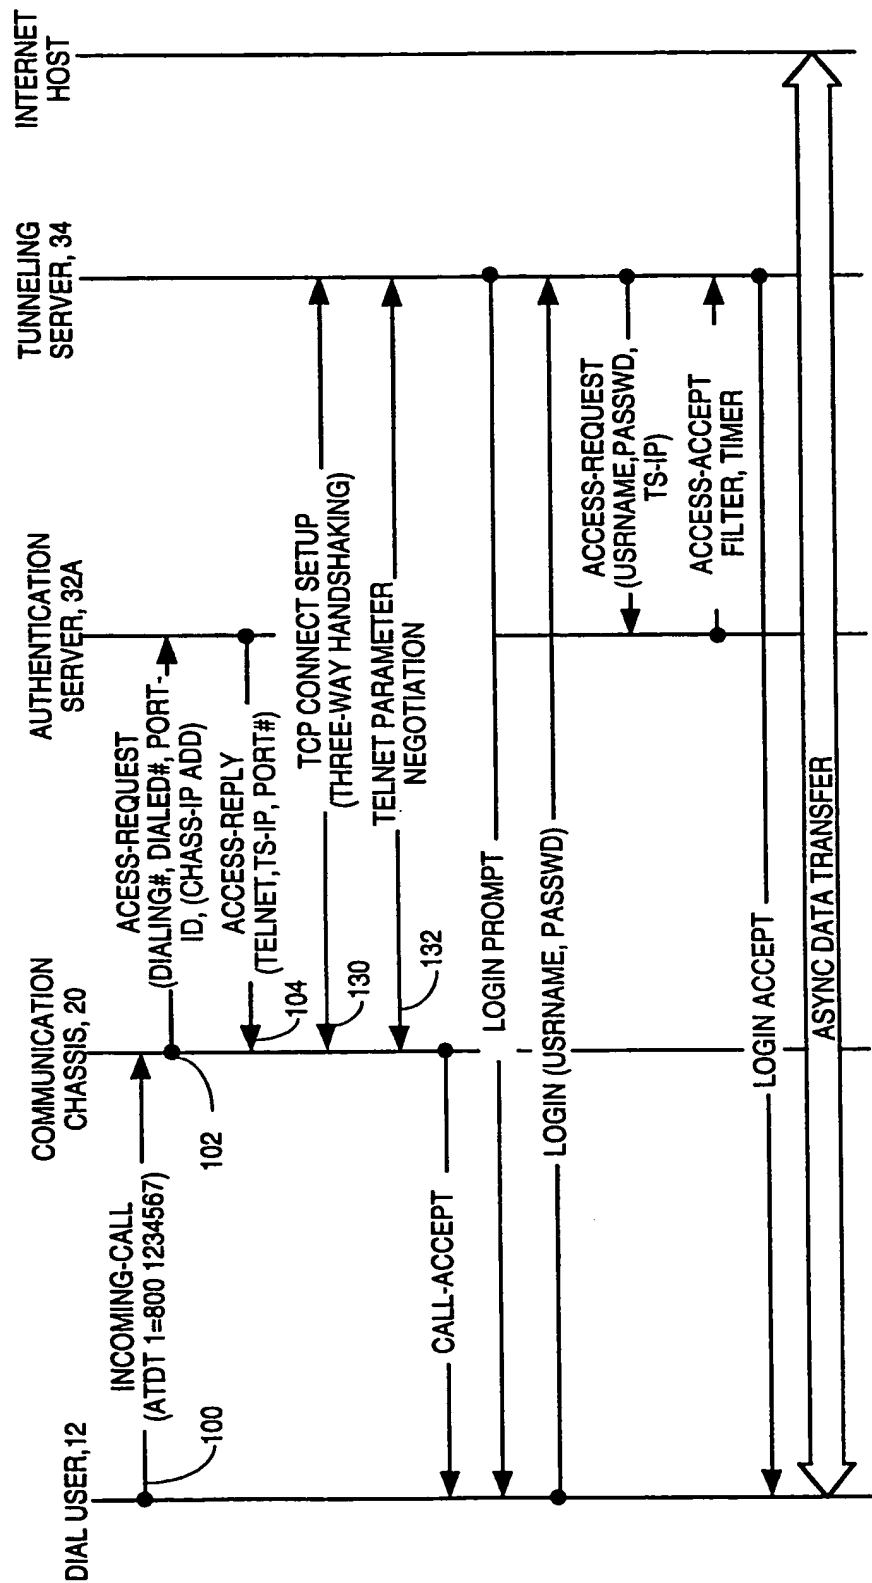 DIAL USER,12
COMMUNICATION
CHASSIS, 20
AUTHENTICATION
SERVER, 32A
TUNNELING
SERVER, 34
INTERNET
HOST
INCOMING-CALL
(ATDT 1=800 1234567)
100
102
ACESS-REQUEST
(DIALING#, DIALED#, PORT-
ID, (CHASS-IP ADD)
ACCESS-REPLY
(TELNET,TS-IP, PORT#)
104
TCP CONNECT SETUP
(THREE-WAY HANDSHAKING)
130
TELNET PARAMETER
NEGOTIATION
132
CALL-ACCEPT
LOGIN PROMPT
LOGIN (USRNAME, PASSWD)
ACCESS-REQUEST
(USRNAME,PASSWD,
TS-IP)
ACCESS-ACCEPT
FILTER, TIMER
LOGIN ACCEPT
ASYNC DATA TRANSFER